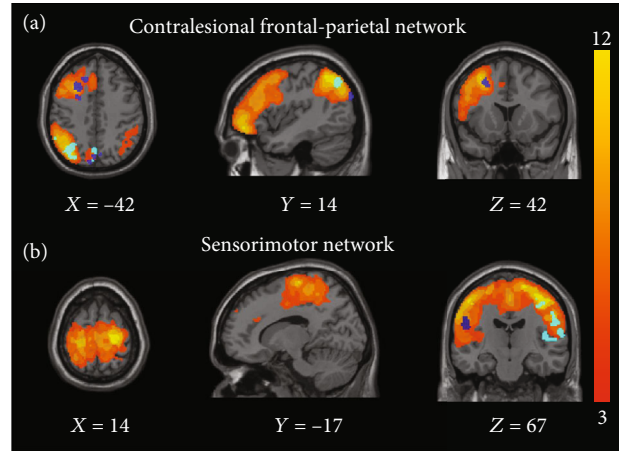 (a)
Contralesional frontal-parietal network
12
X = –42
Y = 14
Z = 42
(b)
Sensorimotor network
X = 14
Y = –17
Z = 67
3